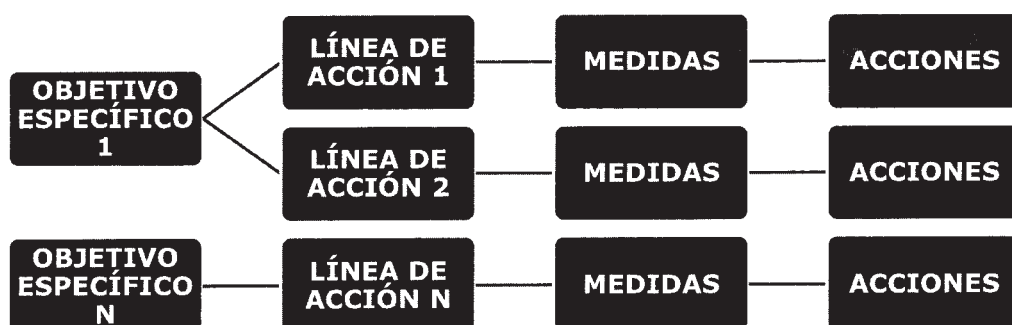 OBJETIVO
ESPECÍFICO
1
LÍNEA DE
ACCIÓN 1
MEDIDAS
ACCIONES
LÍNEA DE
ACCIÓN 2
MEDIDAS
ACCIONES
OBJETIVO
ESPECÍFICO
N
LÍNEA DE
ACCIÓN N
MEDIDAS
ACCIONES